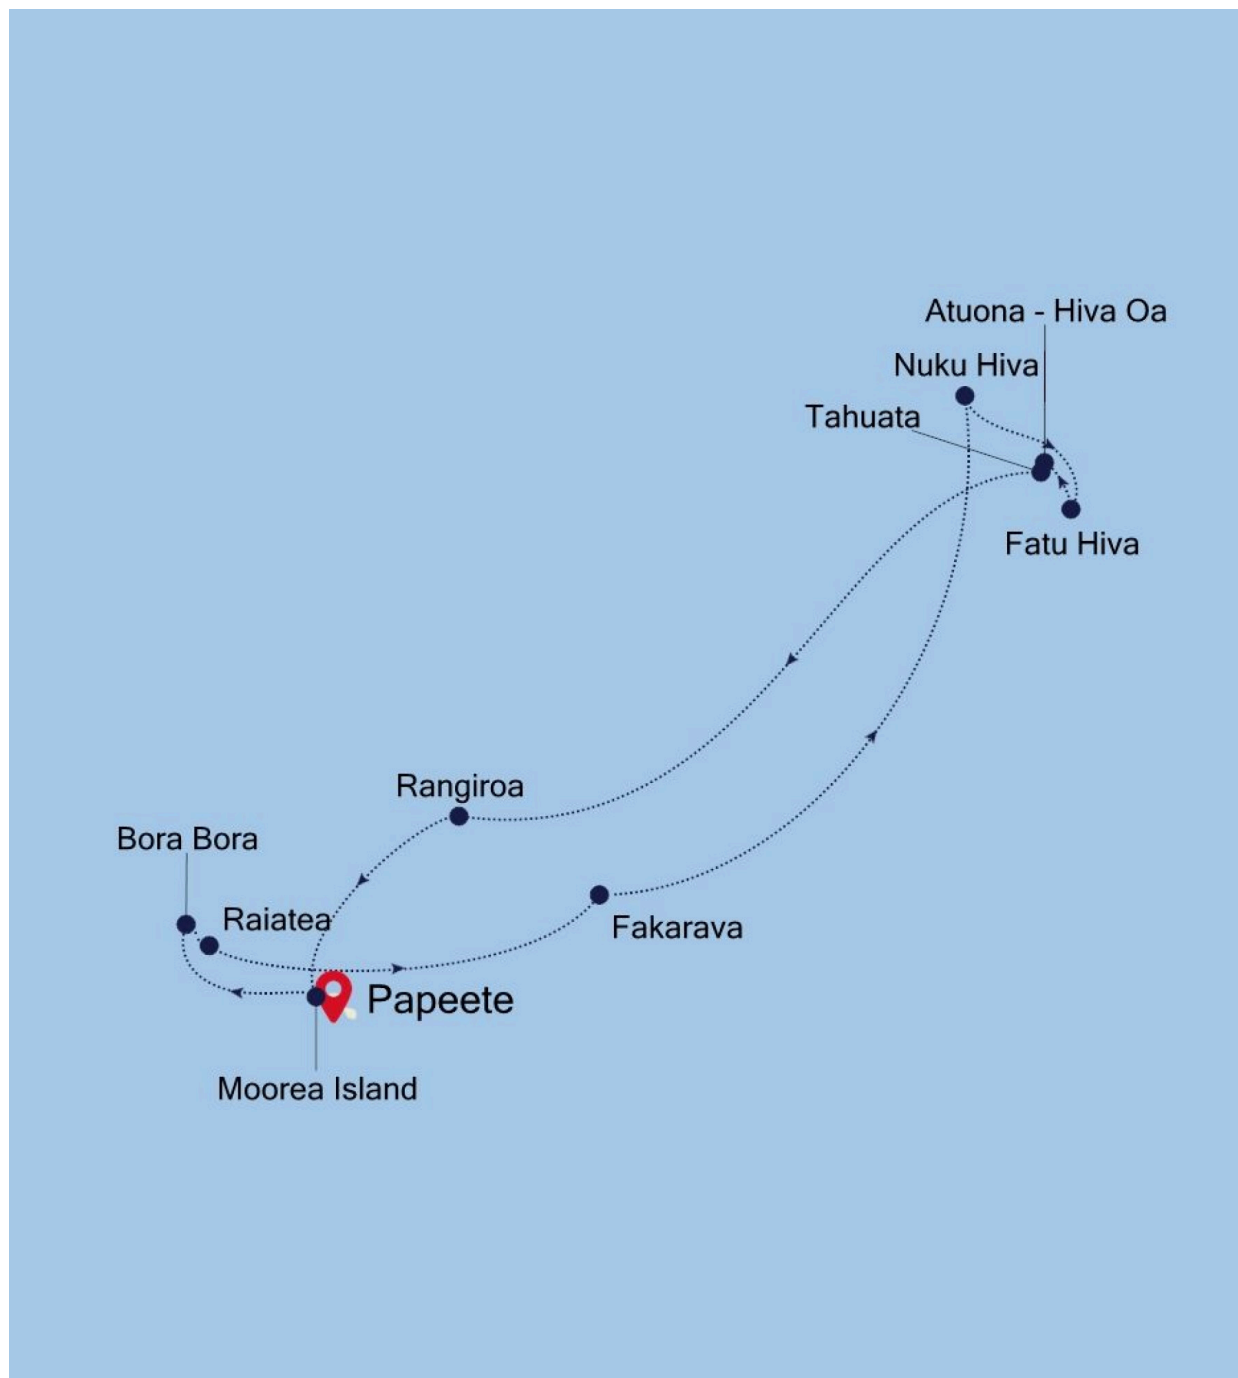 Atuona - Hiva Oa
Nuku Hiva
Tahuata
Fatu Hiva
Rangiroa
Bora Bora
Raiatea
Fakarava
Papeete
Moorea Island